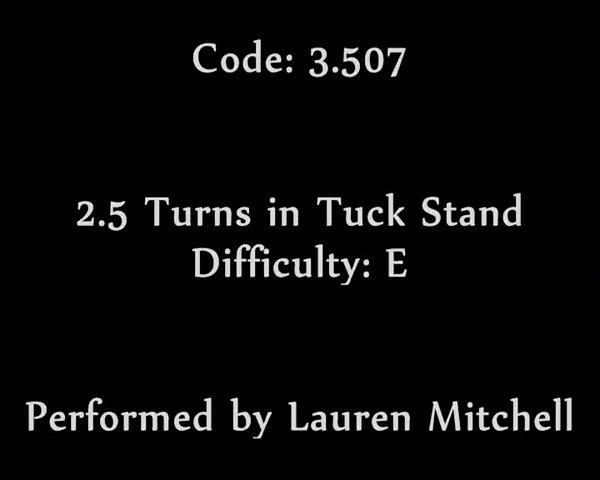 Code: 3.507
2.5 Turns in Tuck Stand
Difficulty: E
Performed by Lauren Mitchell